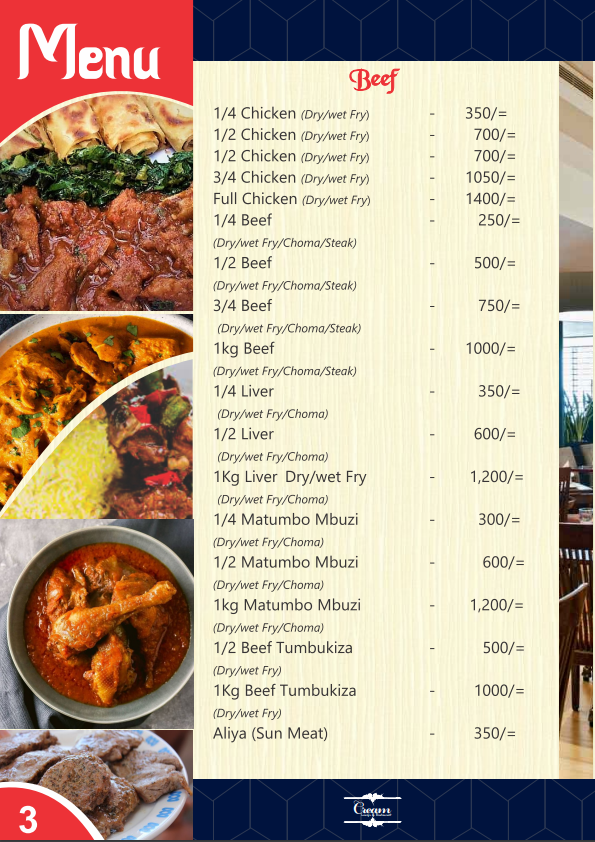 Menu
Beef
1/4 Chicken (Dry/wet Fry) - 350/=
1/2 Chicken (Dry/wet Fry) - 700/=
1/2 Chicken (Dry/wet Fry) - 700/=
3/4 Chicken (Dry/wet Fry) - 1050/=
Full Chicken (Dry/wet Fry) - 1400/=
1/4 Beef - 250/=
(Dry/wet Fry/Choma/Steak)
1/2 Beef - 500/=
(Dry/wet Fry/Choma/Steak)
3/4 Beef - 750/=
(Dry/wet Fry/Choma/Steak)
1kg Beef - 1000/=
(Dry/wet Fry/Choma/Steak)
1/4 Liver - 350/=
(Dry/wet Fry/Choma)
1/2 Liver - 600/=
(Dry/wet Fry/Choma)
1Kg Liver Dry/wet Fry - 1,200/=
(Dry/wet Fry/Choma)
1/4 Matumbo Mbuzi - 300/=
(Dry/wet Fry/Choma)
1/2 Matumbo Mbuzi - 600/=
(Dry/wet Fry/Choma)
1kg Matumbo Mbuzi - 1,200/=
(Dry/wet Fry/Choma)
1/2 Beef Tumbukiza - 500/=
(Dry/wet Fry)
1Kg Beef Tumbukiza - 1000/=
(Dry/wet Fry)
Aliya (Sun Meat) - 350/=
3
Cream